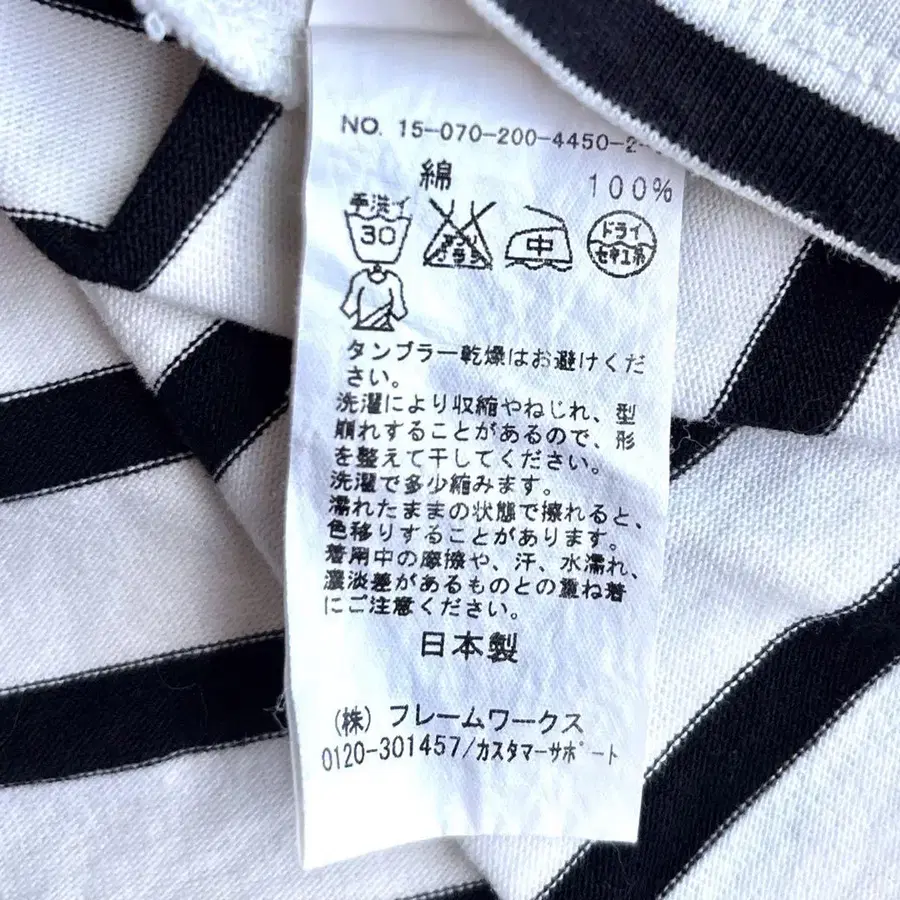 NO. 15-070-200-4450-2-
綿 100%
手洗イ
30
エンソ
サラシ
中
ドライ
セキユ系
タンブラー乾燥はお避けくだ
さい。
洗濯により収縮やねじれ、型
崩れすることがあるので、形
を整えて干してください。
洗濯で多少縮みます。
濡れたままの状態で擦れると、
色移りすることがあります。
着用中の摩擦や、汗、水濡れ、
濃淡差があるものとの重ね着
にご注意ください。
日本製
(株) フレームワークス
0120-301457/カスタマーサポート